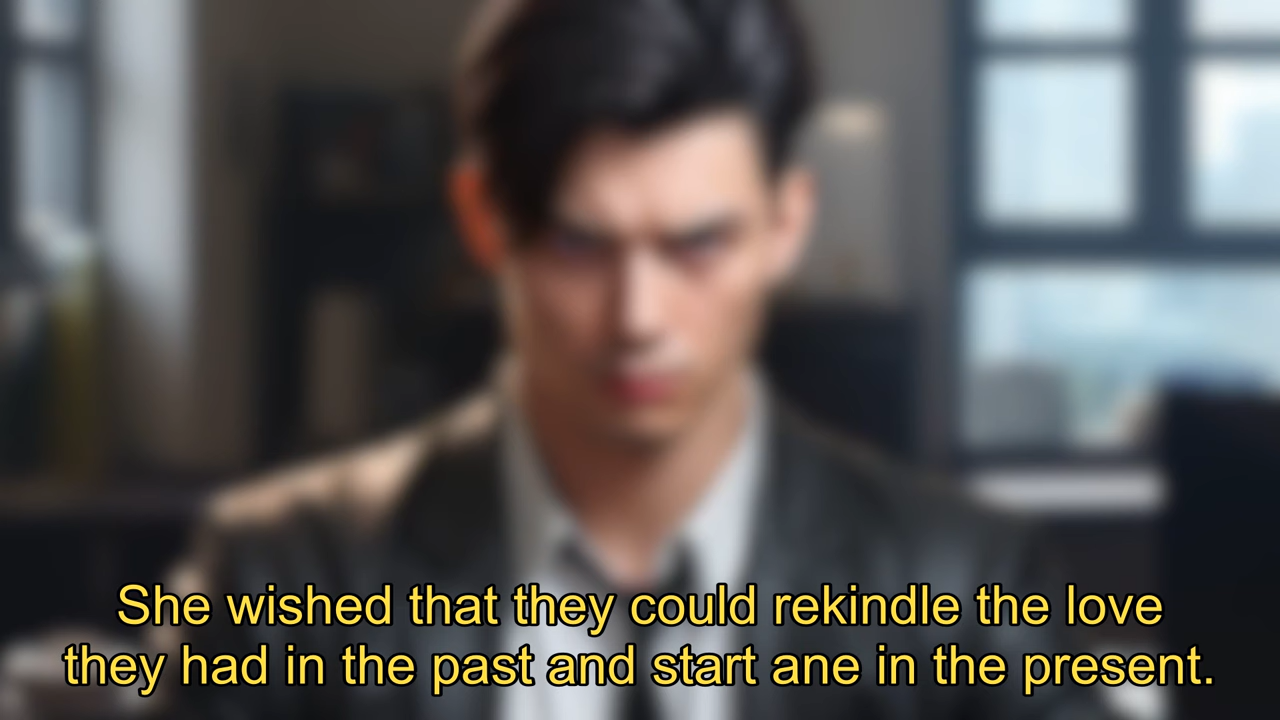 She wished that they could rekindle the love
they had in the past and start ane in the present.